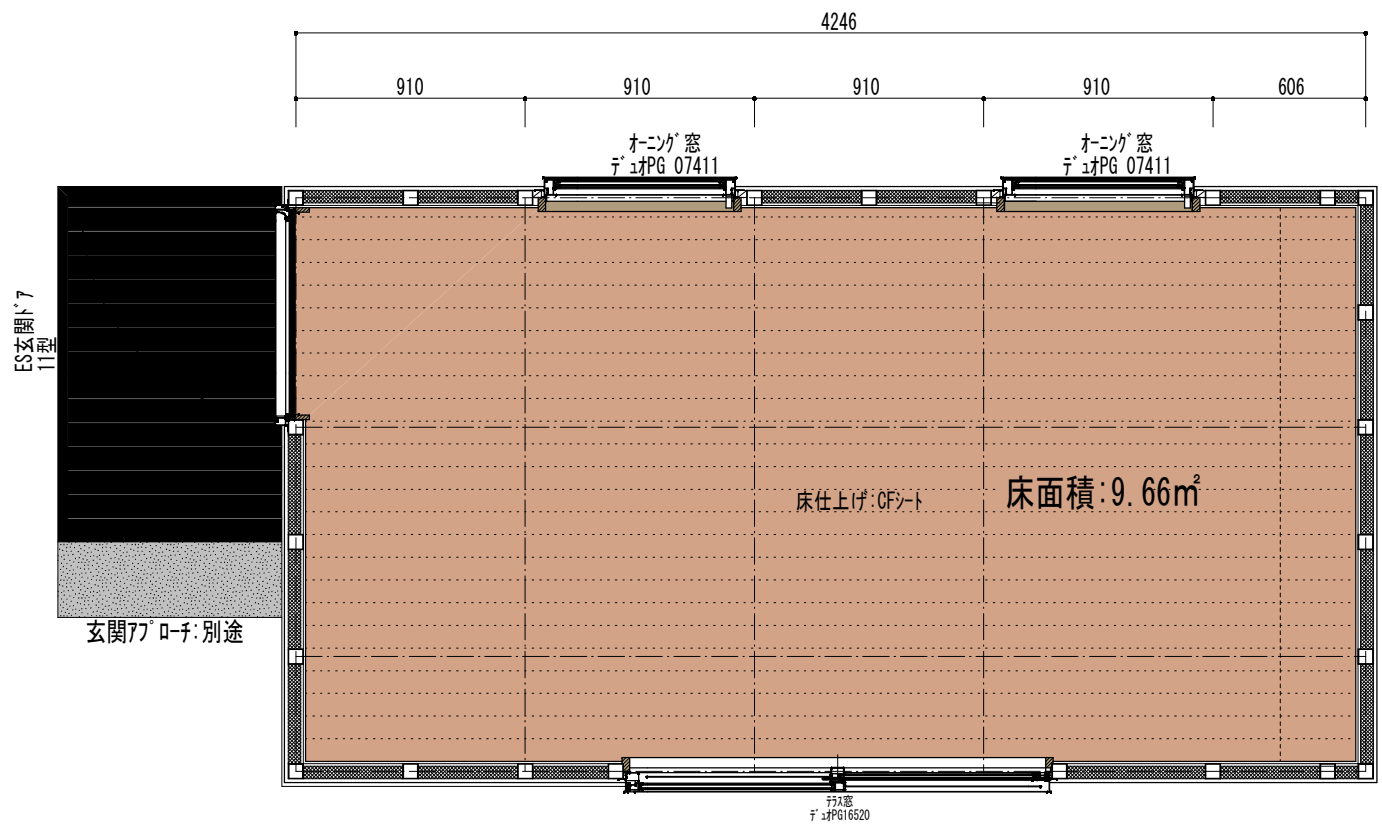 4246
910
910
910
910
606
オーニング窓
デュオPG 07411
オーニング窓
デュオPG 07411
ES玄関ドア
11型
床仕上げ:CFシート
床面積:9.66㎡
玄関アプローチ:別途
テラス窓
デュオPG16520